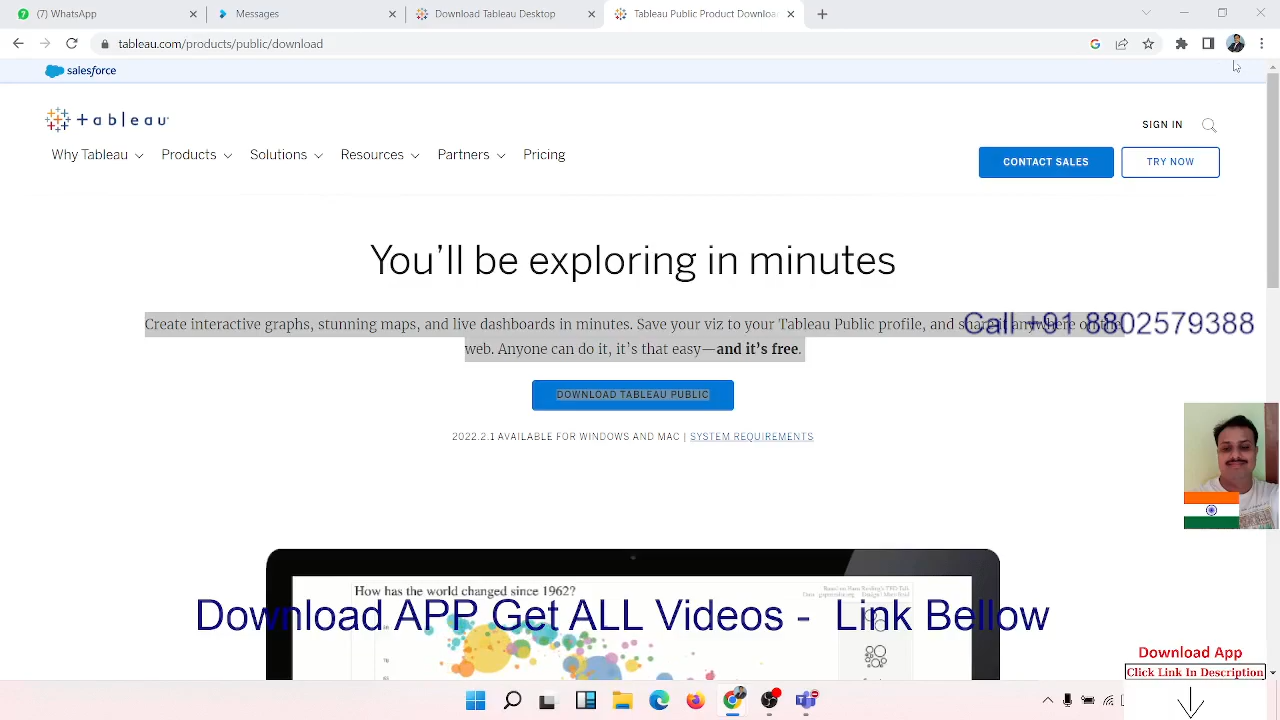 (7) WhatsApp
Messages
Download Tableau Desktop
Tableau Public Product Download
tableau.com/products/public/download
salesforce
+ a b | e a u
SIGN IN
Why Tableau
Products
Solutions
Resources
Partners
Pricing
CONTACT SALES
TRY NOW
You'll be exploring in minutes
Create interactive graphs, stunning maps, and live dashboards in minutes. Save your viz to your Tableau Public profile, and share it anywhere on the
Call +91 8802579388
web. Anyone can do it, it's that easy—and it's free.
DOWNLOAD TABLEAU PUBLIC
2022.2.1 AVAILABLE FOR WINDOWS AND MAC | SYSTEM REQUIREMENTS
How has the world changed since 1962?
Download APP Get ALL Videos - Link Bellow
Download App
Click Link In Description